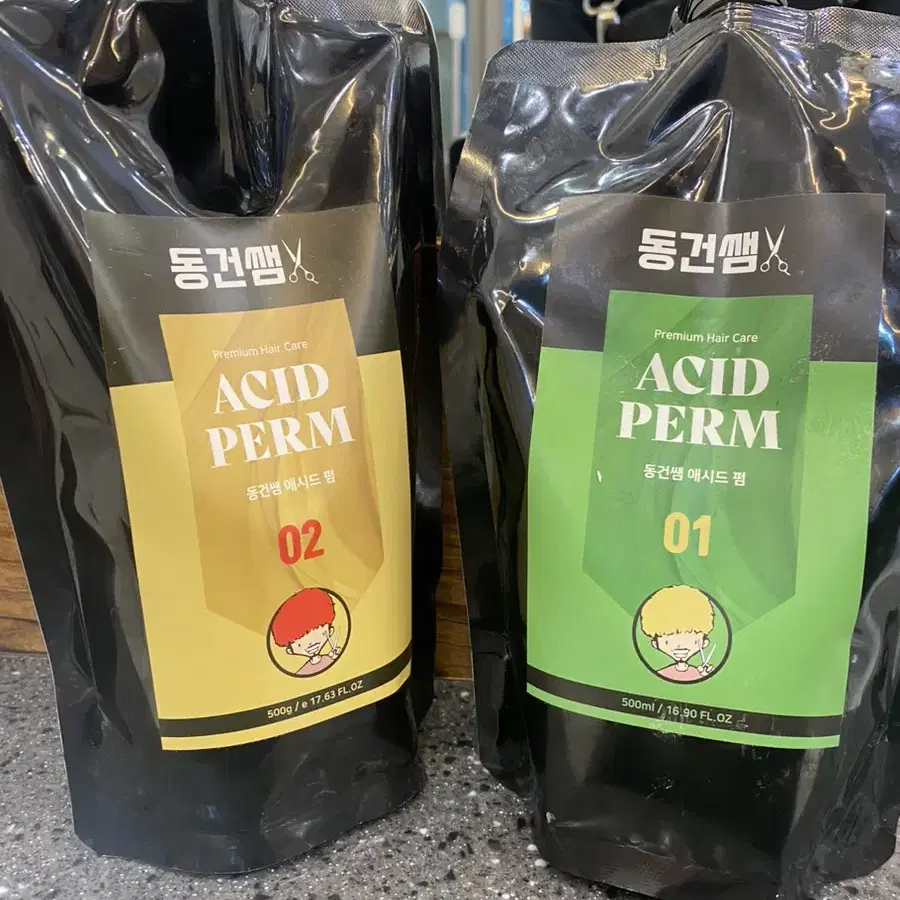 동건쌤
Premium Hair Care
ACID
PERM
동건쌤 애시드 펌
02
500g / e 17.63 FL.OZ
동건쌤
Premium Hair Care
ACID
PERM
동건쌤 애시드 펌
01
500ml / 16.90 FL.OZ